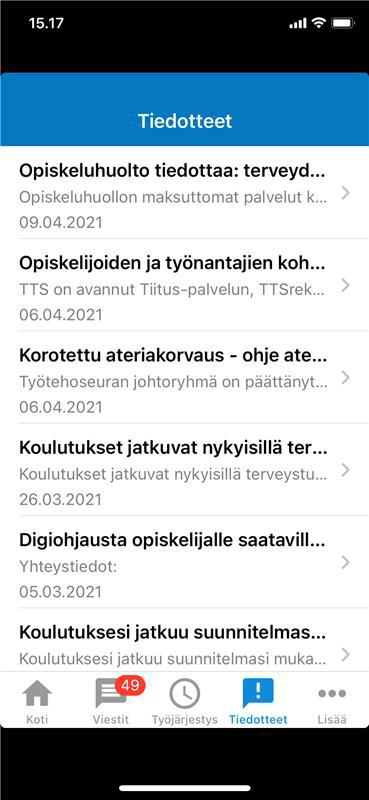 15.17
Tiedotteet
Opiskeluhuolto tiedottaa: terveyd...
Opiskeluhuollon maksuttomat palvelut k...
09.04.2021
Opiskelijoiden ja työnantajien koh...
TTS on avannut Tiitus-palvelun, TTSrek...
06.04.2021
Korotettu ateriakorvaus - ohje ate...
Työtehoseuran johtoryhmä on päättänyt...
06.04.2021
Koulutukset jatkuvat nykyisillä ter...
Koulutukset jatkuvat nykyisillä terveystu...
26.03.2021
Digiohjausta opiskelijalle saatavill...
Yhteystiedot:
05.03.2021
Koulutuksesi jatkuu suunnitelmas...
Koulutuksesi jatkuu suunnitelmasi muka...
49
Koti Viestit Työjärjestys Tiedotteet Lisää